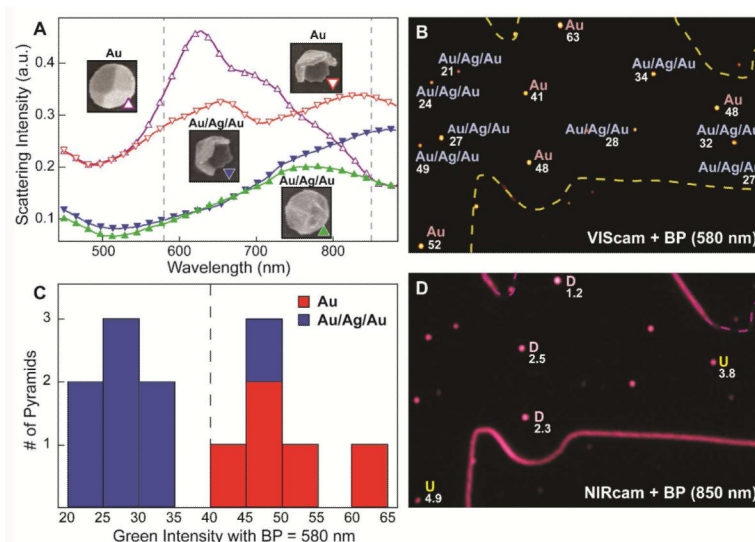 A
Au
Au
Au/Ag/Au
Au/Ag/Au
Scattering Intensity (a.u.)
0.4
0.3
0.2
0.1
500
600
700
800
Wavelength (nm)
B
Au
63
Au/Ag/Au
21
24
Au
41
Au/Ag/Au
34
Au
48
Au/Ag/Au
27
Au/Ag/Au
49
Au/Ag/Au
28
Au/Ag/Au
32
Au
48
Au/Ag/Au
27
Au
52
VIScam + BP (580 nm)
C
Au
Au/Ag/Au
# of Pyramids
3
2
1
20
25
30
35
40
45
50
55
60
65
Green Intensity with BP = 580 nm
D
D
1.2
D
2.5
U
3.8
D
2.3
U
4.9
NIRcam + BP (850 nm)